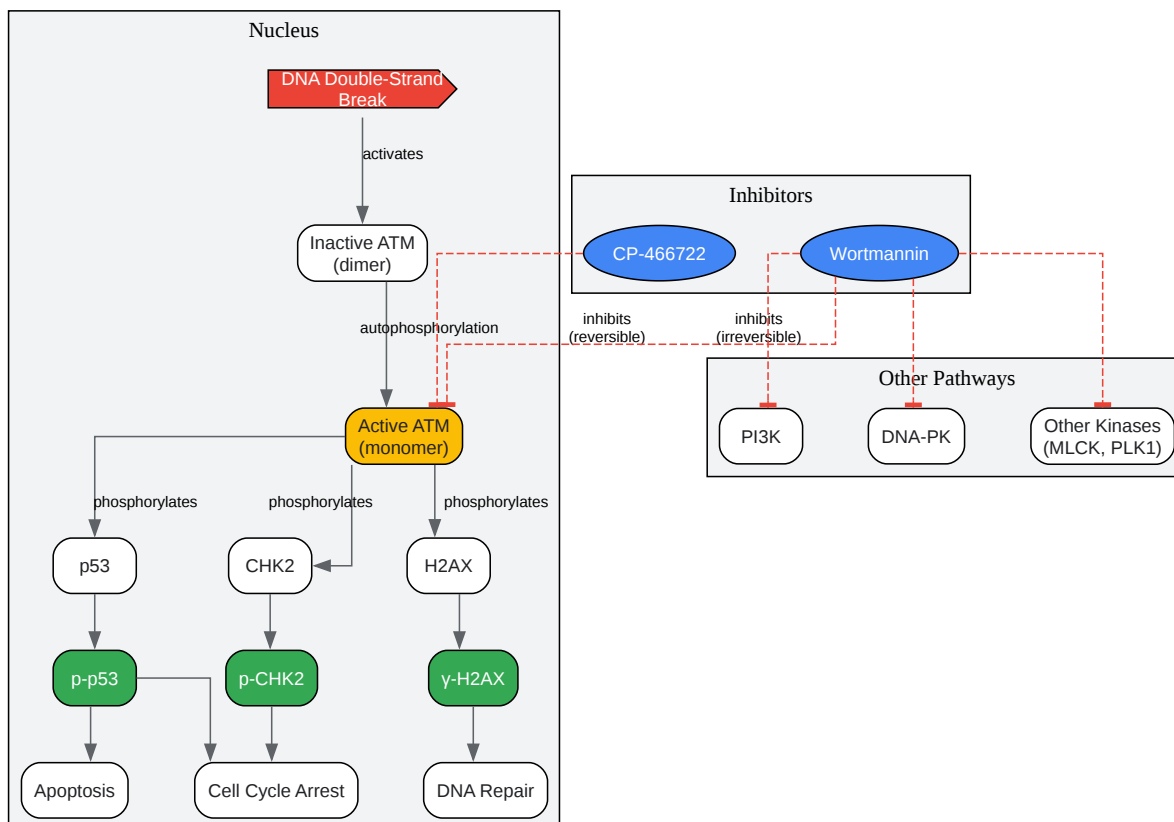 Nucleus
DNA Double-Strand
Break
activates
Inhibitors
Inactive ATM
(dimer)
CP-466722
Wortmannin
autophosphorylation
inhibits
(reversible)
inhibits
(irreversible)
Other Pathways
Active ATM
(monomer)
PI3K
DNA-PK
Other Kinases
(MLCK, PLK1)
phosphorylates
phosphorylates
phosphorylates
p53
CHK2
H2AX
p-p53
p-CHK2
γ-H2AX
Apoptosis
Cell Cycle Arrest
DNA Repair